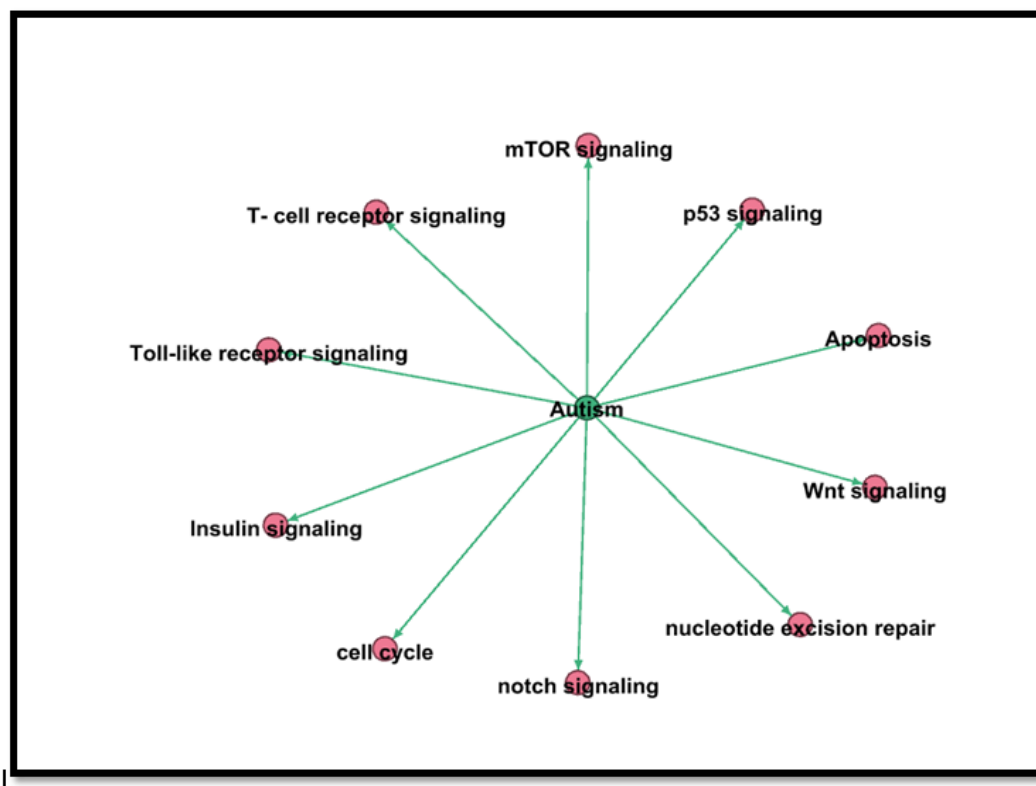 mTOR signaling
T- cell receptor signaling
p53 signaling
Apoptosis
Toll-like receptor signaling
Autism
Wnt signaling
Insulin signaling
nucleotide excision repair
cell cycle
notch signaling